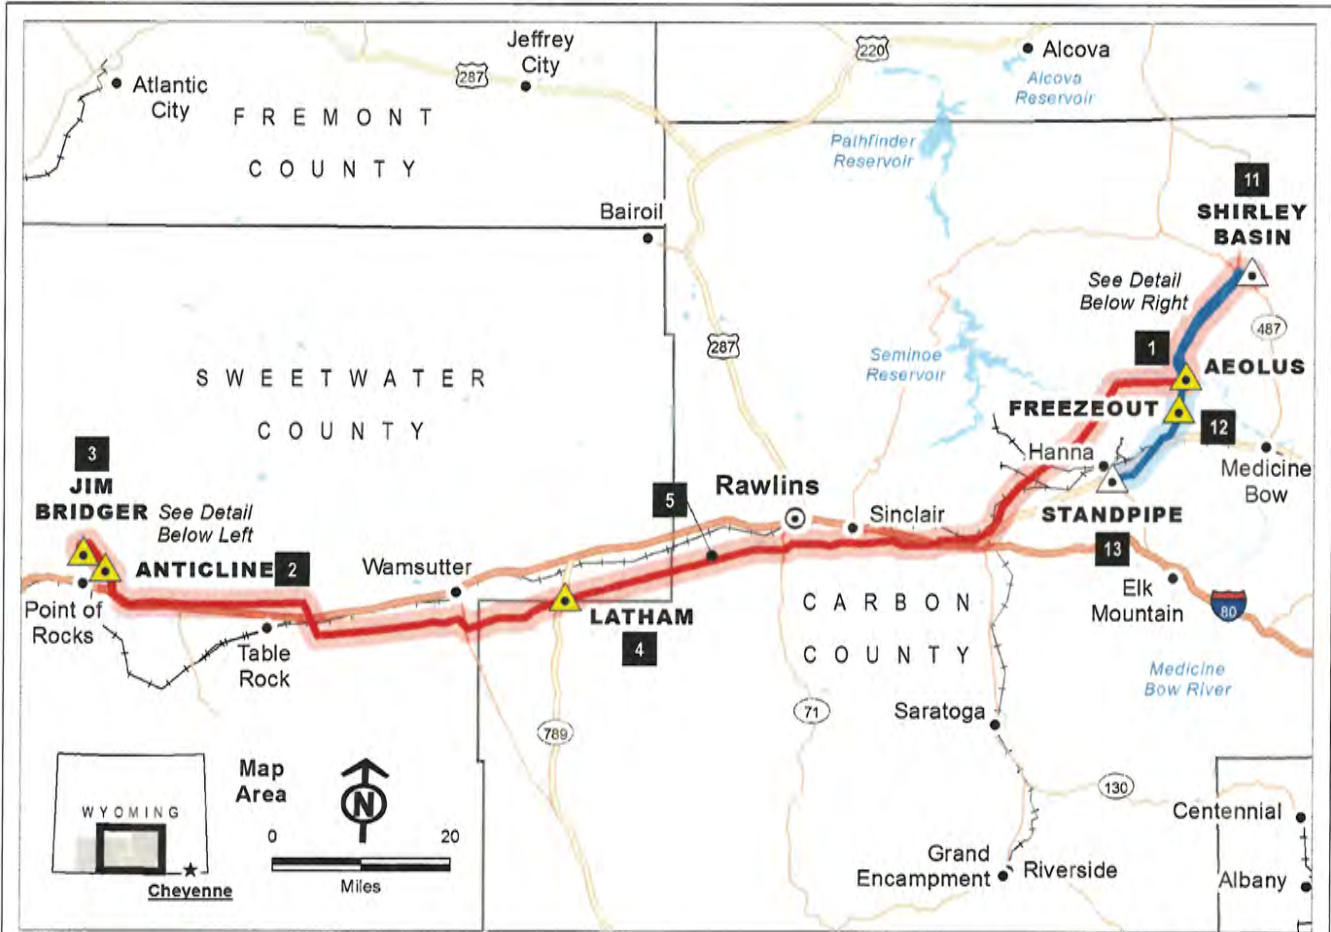 Jeffrey
City
287
220
Alcova
Alcova
Reservoir
Atlantic
City
FREMONT
COUNTY
Pathfinder
Reservoir
11
SHIRLEY
BASIN
Bairoil
See Detail
Below Right
487
287
1
AEOLUS
Seminoe
Reservoir
SWEETWATER
COUNTY
FREEZEOUT
12
Hanna
Medicine
Bow
3
JIM
BRIDGER
See Detail
Below Left
5
Rawlins
Sinclair
STANDPIPE
13
ANTICLINE
2
Wamsutter
Elk
Mountain
80
Point of
Rocks
LATHAM
4
CARBON
COUNTY
Table
Rock
Medicine
Bow River
Saratoga
71
789
Map
Area
N
WYOMING
Cheyenne
0
20
Miles
130
Centennial
Grand
Encampment
Riverside
Albany